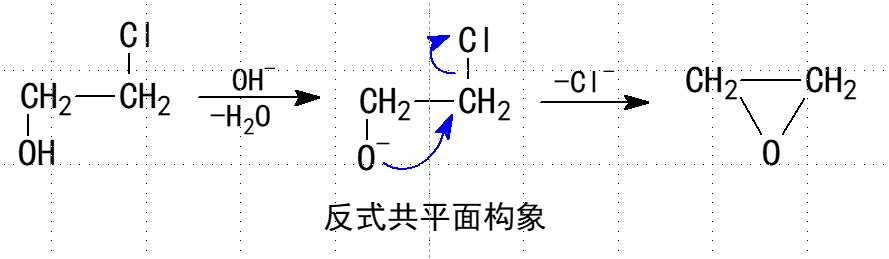 Cl
CH₂—CH₂
OH
OH⁻
−H₂O
Cl
CH₂—CH₂
O⁻
−Cl⁻
CH₂ CH₂
O
反式共平面构象